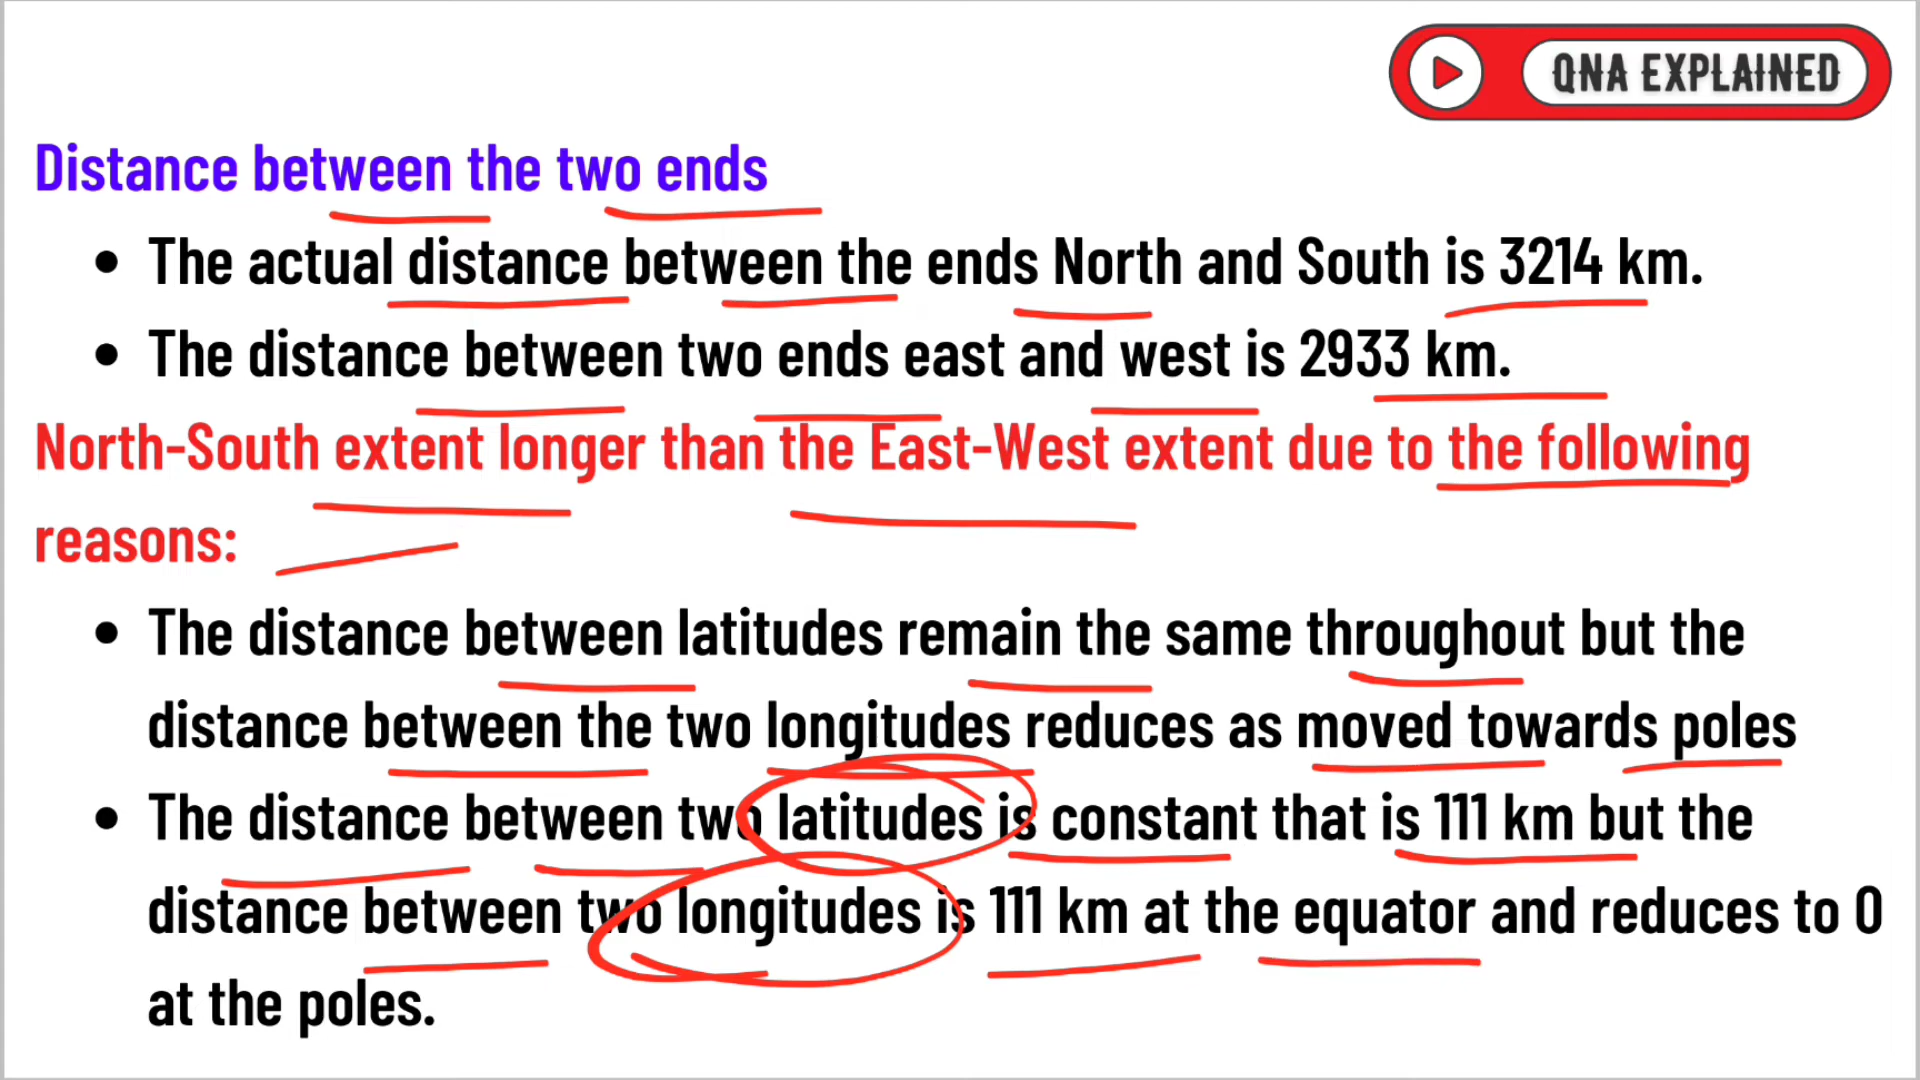 QNA EXPLAINED
Distance between the two ends
• The actual distance between the ends North and South is 3214 km.
• The distance between two ends east and west is 2933 km.
North-South extent longer than the East-West extent due to the following
reasons:
• The distance between latitudes remain the same throughout but the
distance between the two longitudes reduces as moved towards poles
• The distance between two latitudes is constant that is 111 km but the
distance between two longitudes is 111 km at the equator and reduces to 0
at the poles.